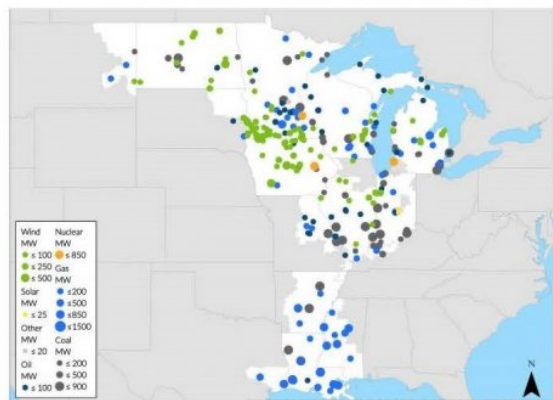 Wind
MW
≤ 100
≤ 250
≤ 500
Solar
MW
≤ 25
Other
MW
≤ 20
Oil
MW
≤ 100
Nuclear
MW
≤ 850
Gas
MW
≤200
≤500
≤850
≤1500
Coal
MW
≤ 200
≤ 500
≤ 900
N